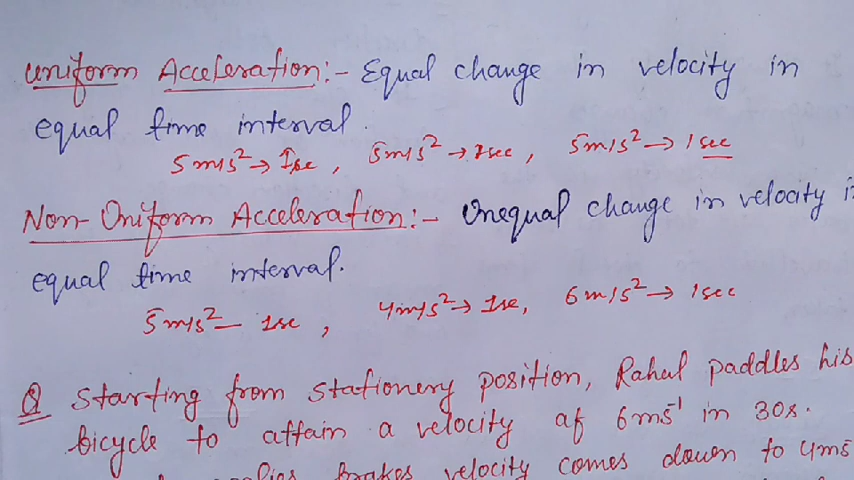 Uniform Acceleration:- Equal change in velocity in
equal time interval.
5m/s²→1se, 5m/s²→1sec, 5m/s²→1sec
Non-Uniform Acceleration:- Unequal change in velocity i
equal time interval.
5m/s²— 1se, 4m/s²→1se, 6m/s²→1sec
Q Starting from stationery position, Rahul paddles his
bicycle to attain a velocity of 6ms⁻¹ in 30s.
brakes velocity comes down to 4ms